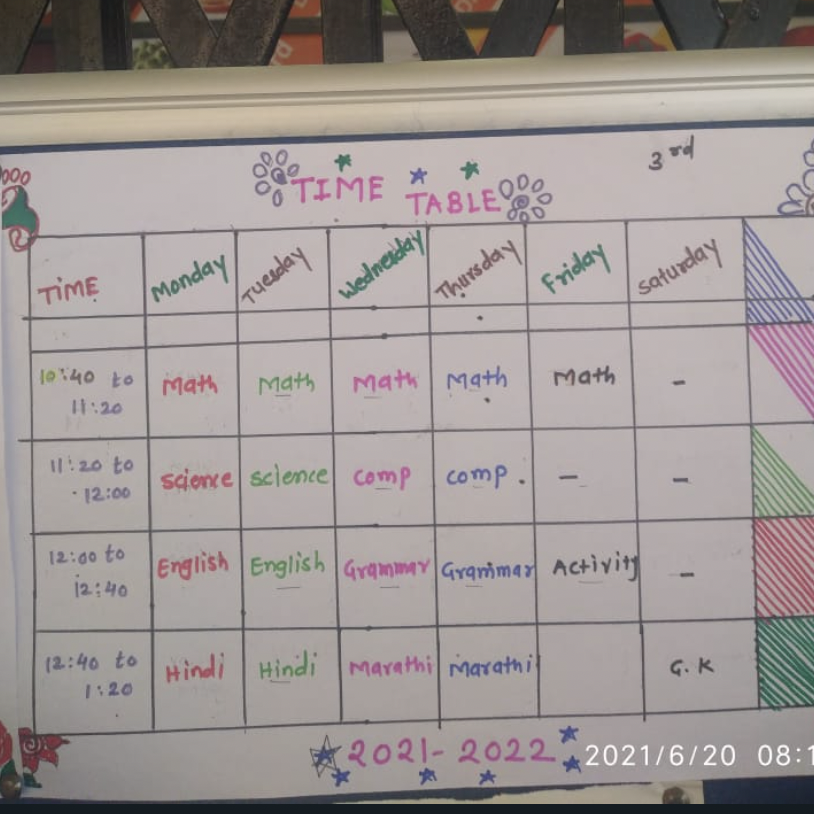 3rd
TIME TABLE
TIME Monday Tuesday Wednesday Thursday Friday Saturday
10:40 to 11:20 Math Math Math Math Math -
11:20 to 12:00 Science Science Comp Comp. - -
12:00 to 12:40 English English Grammar Grammar Activity -
12:40 to 1:20 Hindi Hindi Marathi Marathi G.K
2021-2022
2021/6/20 08:1